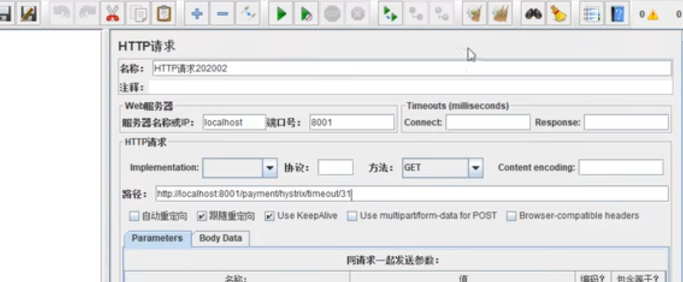 0
0
HTTP请求
名称： HTTP请求202002
注释：
Web服务器
Timeouts (milliseconds)
服务器名称或IP： localhost 端口号： 8001
Connect: Response:
HTTP请求
Implementation: 协议： 方法： GET Content encoding:
路径： http://localhost:8001/payment/hystrix/timeout/31
自动重定向 跟随重定向 Use KeepAlive Use multipart/form-data for POST Browser-compatible headers
Parameters Body Data
同请求一起发送参数：
名称： 值 编码？ 包含等于？